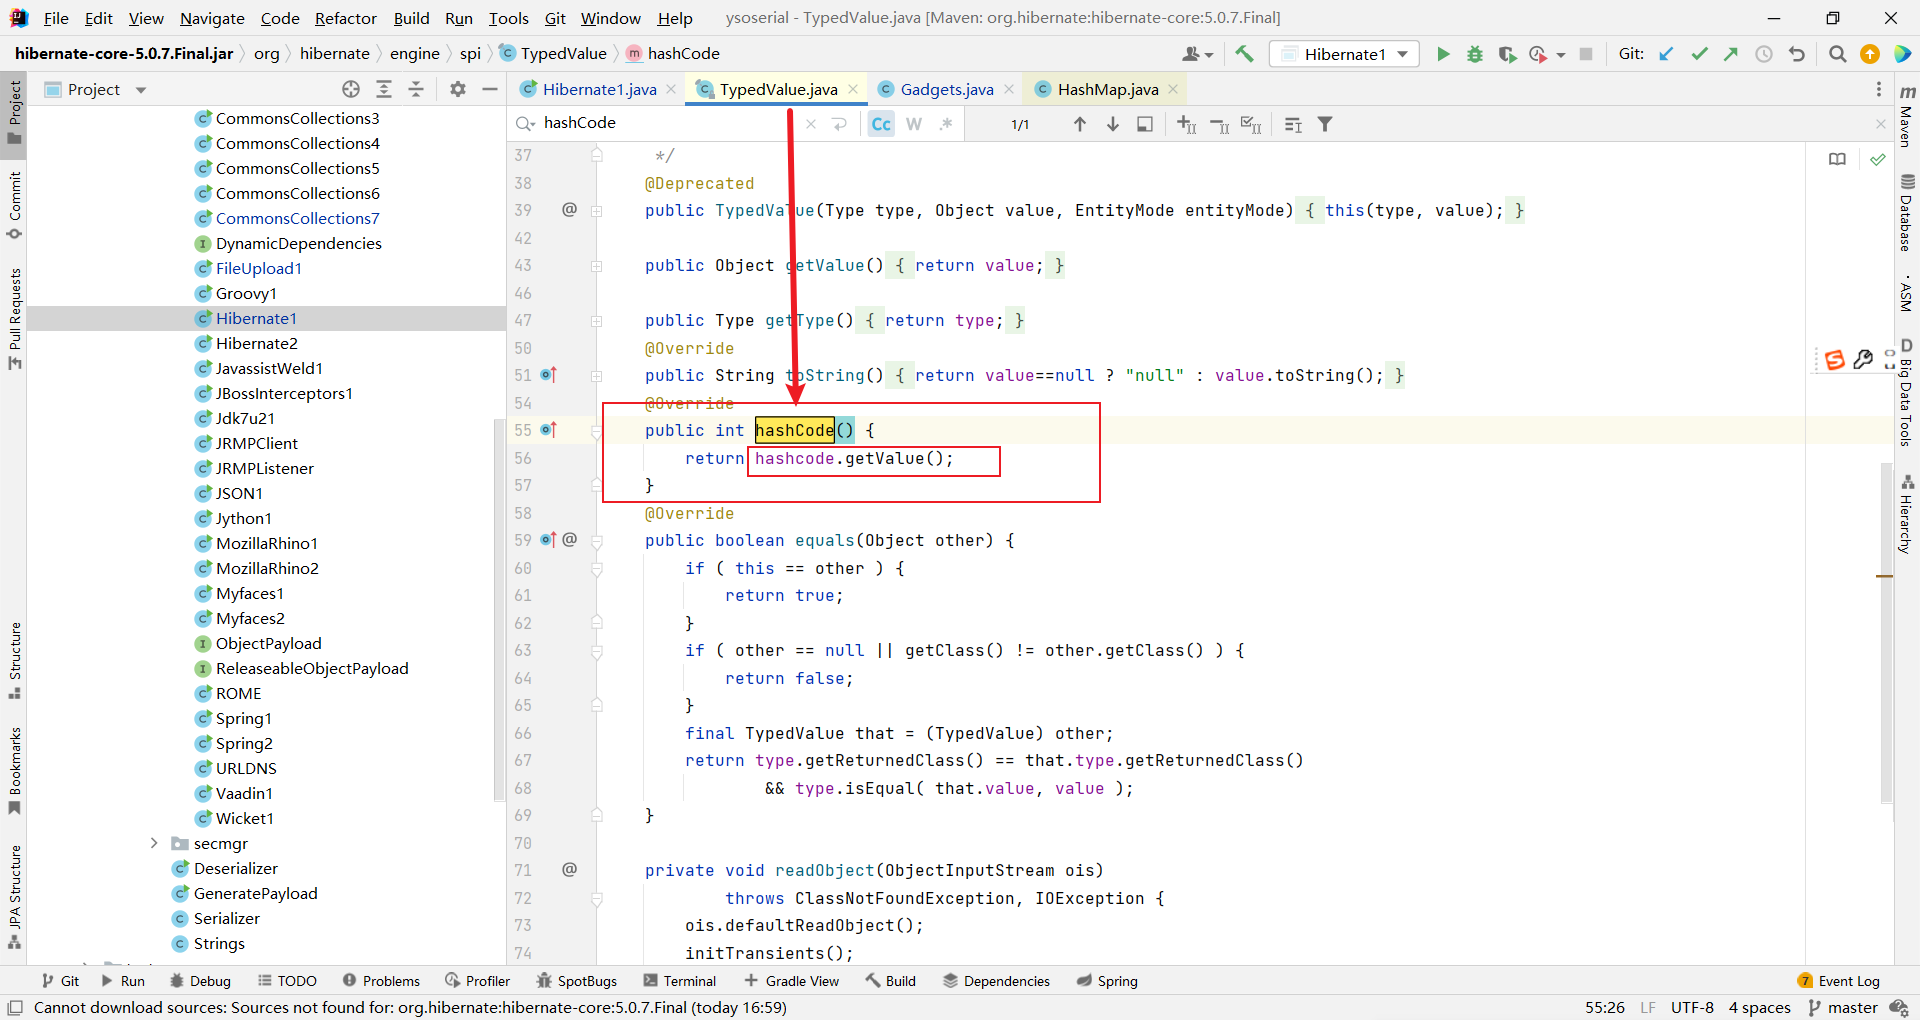 File Edit View Navigate Code Refactor Build Run Tools Git Window Help ysoserial - TypedValue.java [Maven: org.hibernate:hibernate-core:5.0.7.Final]
hibernate-core-5.0.7.Final.jar org hibernate engine spi TypedValue hashCode Hibernate1 Git:
Project Hibernate1.java TypedValue.java Gadgets.java HashMap.java
hashCode Cc W .* 1/1
CommonsCollections3
CommonsCollections4
CommonsCollections5
CommonsCollections6
CommonsCollections7
DynamicDependencies
FileUpload1
Groovy1
Hibernate1
Hibernate2
JavassistWeld1
JBossInterceptors1
Jdk7u21
JRMPClient
JRMPListener
JSON1
Jython1
MozillaRhino1
MozillaRhino2
Myfaces1
Myfaces2
ObjectPayload
ReleaseableObjectPayload
ROME
Spring1
Spring2
URLDNS
Vaadin1
Wicket1
secmgr
Deserializer
GeneratePayload
Serializer
Strings
37 */
38 @Deprecated
39 @ public TypedValue(Type type, Object value, EntityMode entityMode) { this(type, value); }
42
43 public Object getValue() { return value; }
46
47 public Type getType() { return type; }
50 @Override
51 public String toString() { return value==null ? "null" : value.toString(); }
54 @Override
55 public int hashCode() {
56 return hashcode.getValue();
57 }
58 @Override
59 @ public boolean equals(Object other) {
60 if ( this == other ) {
61 return true;
62 }
63 if ( other == null || getClass() != other.getClass() ) {
64 return false;
65 }
66 final TypedValue that = (TypedValue) other;
67 return type.getReturnedClass() == that.type.getReturnedClass()
68 && type.isEqual( that.value, value );
69 }
70
71 @ private void readObject(ObjectInputStream ois)
72 throws ClassNotFoundException, IOException {
73 ois.defaultReadObject();
74 initTransients();
Project
Commit
Pull Requests
Structure
Bookmarks
JPA Structure
Maven
Database
ASM
Big Data Tools
Hierarchy
Git Run Debug TODO Problems Profiler SpotBugs Terminal Gradle View Build Dependencies Spring 7 Event Log
Cannot download sources: Sources not found for: org.hibernate:hibernate-core:5.0.7.Final (today 16:59) 55:26 LF UTF-8 4 spaces master